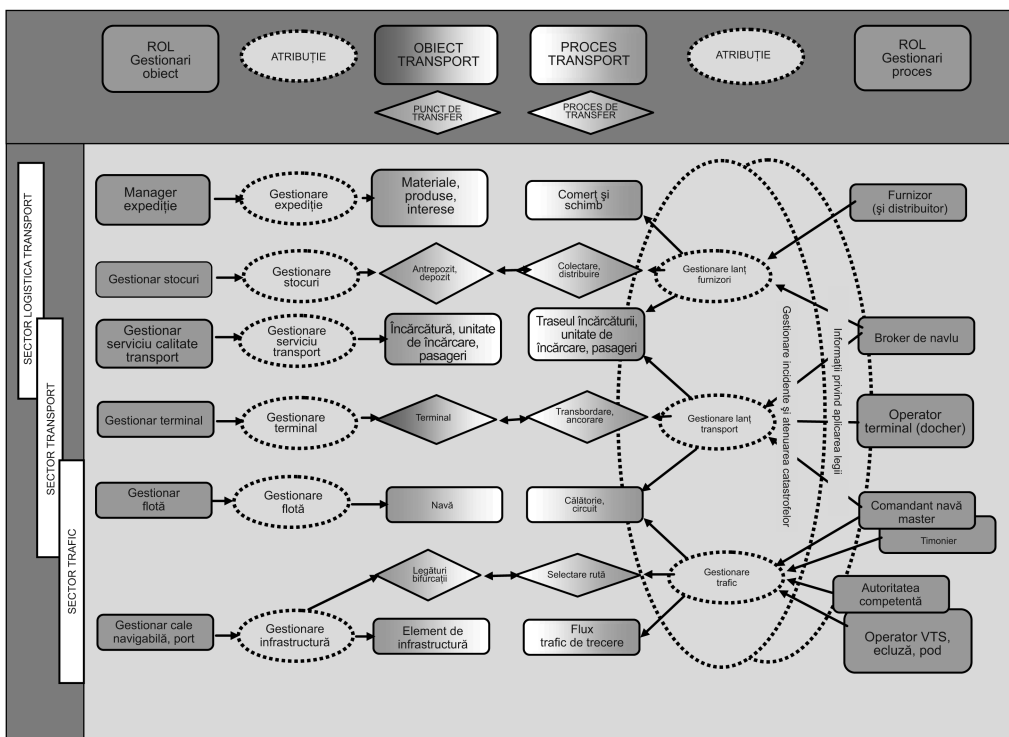 ROL
Gestionari
obiect
ATRIBUȚIE
OBIECT
TRANSPORT
PROCES
TRANSPORT
ATRIBUȚIE
ROL
Gestionari
proces
PUNCT DE
TRANSFER
PROCES DE
TRANSFER
SECTOR LOGISTICA TRANSPORT
SECTOR TRANSPORT
SECTOR TRAFIC
Manager
expediție
Gestionare
expediție
Materiale,
produse,
interese
Comerț și
schimb
Furnizor
(și distribuitor)
Gestionar stocuri
Gestionare
stocuri
Antrepozit,
depozit
Colectare,
distribuire
Gestionare lanț
furnizori
Gestionar
serviciu calitate
transport
Gestionare
serviciu
transport
Încărcătură, unitate
de încărcare,
pasageri
Traseul încărcăturii,
unitate de
încărcare, pasageri
Gestionare incidente și atenuarea catastrofelor
Informații privind aplicarea legii
Broker de navlu
Gestionar terminal
Gestionare
terminal
Terminal
Transbordare,
ancorare
Gestionare lanț
transport
Operator
terminal (docher)
Gestionar
flotă
Gestionare
flotă
Navă
Călătorie,
circuit
Comandant navă
master
Timonier
Legături
bifurcații
Selectare rută
Gestionare
trafic
Autoritatea
competentă
Gestionar cale
navigabilă, port
Gestionare
infrastructură
Element de
infrastructură
Flux
trafic de trecere
Operator VTS,
ecluză, pod